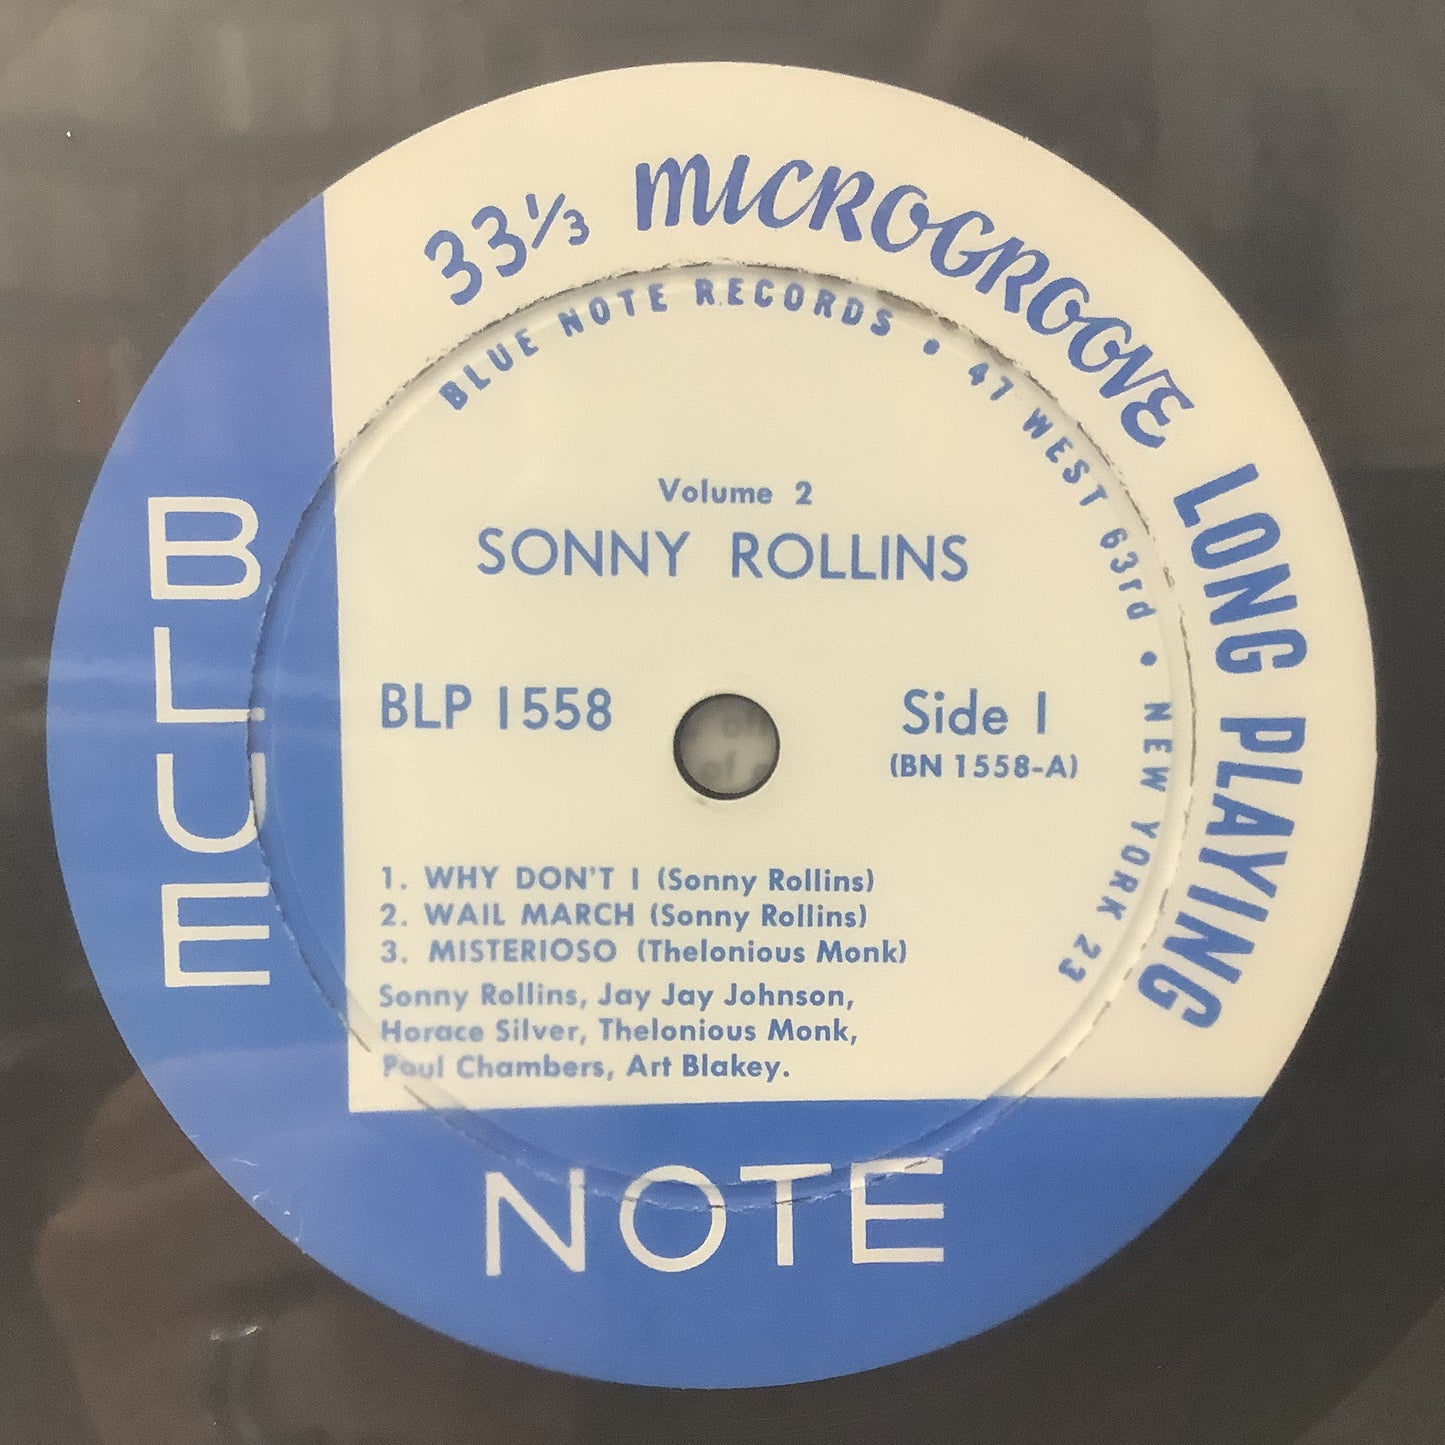 33⅓ MICROGROOVE LONG PLAYING
BLUE NOTE RECORDS • 47 WEST 63rd • NEW YORK 23
Volume 2
SONNY ROLLINS
BLP 1558
Side 1
(BN 1558-A)
1. WHY DON'T I (Sonny Rollins)
2. WAIL MARCH (Sonny Rollins)
3. MISTERIOSO (Thelonious Monk)
Sonny Rollins, Jay Jay Johnson,
Horace Silver, Thelonious Monk,
Paul Chambers, Art Blakey.
BLUE
NOTE